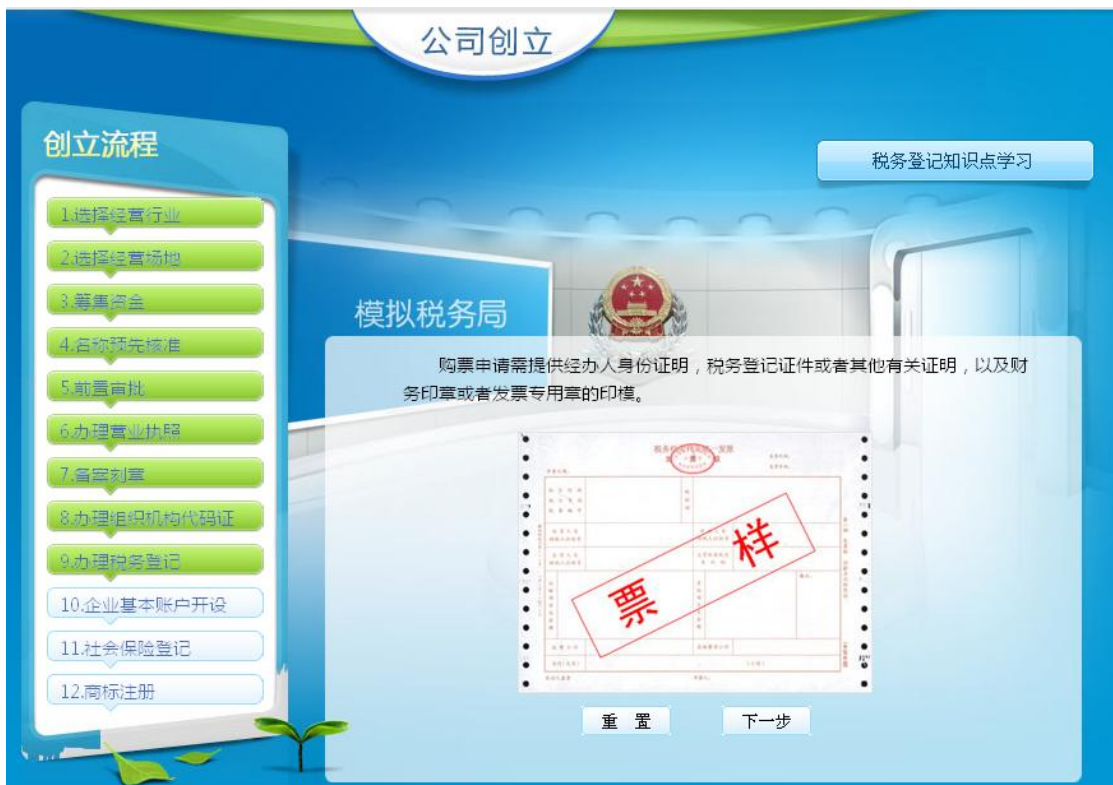 公司创立
创立流程
税务登记知识点学习
1.选择经营行业
2.选择经营场地
3.筹集资金
4.名称预先核准
5.前置审批
6.办理营业执照
7.备案刻章
8.办理组织机构代码证
9.办理税务登记
10.企业基本账户开设
11.社会保险登记
12.商标注册
模拟税务局
购票申请需提供经办人身份证明，税务登记证件或者其他有关证明，以及财
务印章或者发票专用章的印模。
票样
重 置
下一步